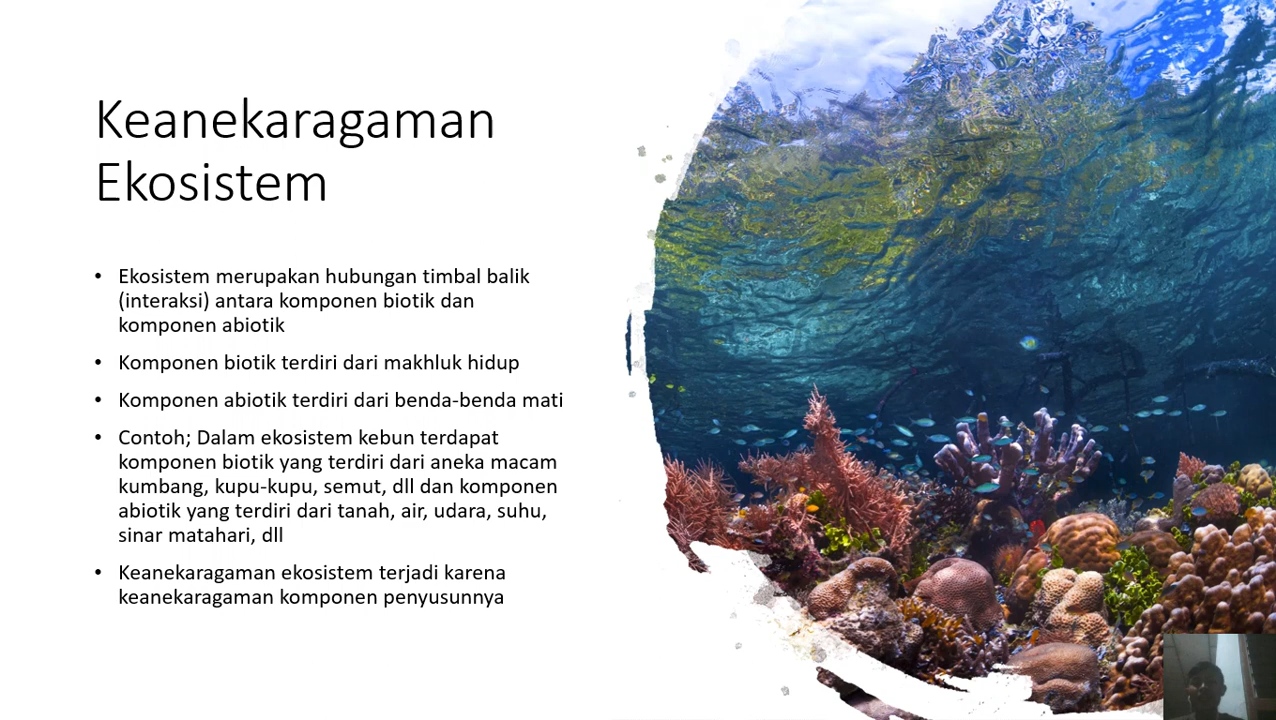 Keanekaragaman
Ekosistem
• Ekosistem merupakan hubungan timbal balik
(interaksi) antara komponen biotik dan
komponen abiotik
• Komponen biotik terdiri dari makhluk hidup
• Komponen abiotik terdiri dari benda-benda mati
• Contoh; Dalam ekosistem kebun terdapat
komponen biotik yang terdiri dari aneka macam
kumbang, kupu-kupu, semut, dll dan komponen
abiotik yang terdiri dari tanah, air, udara, suhu,
sinar matahari, dll
• Keanekaragaman ekosistem terjadi karena
keanekaragaman komponen penyusunnya